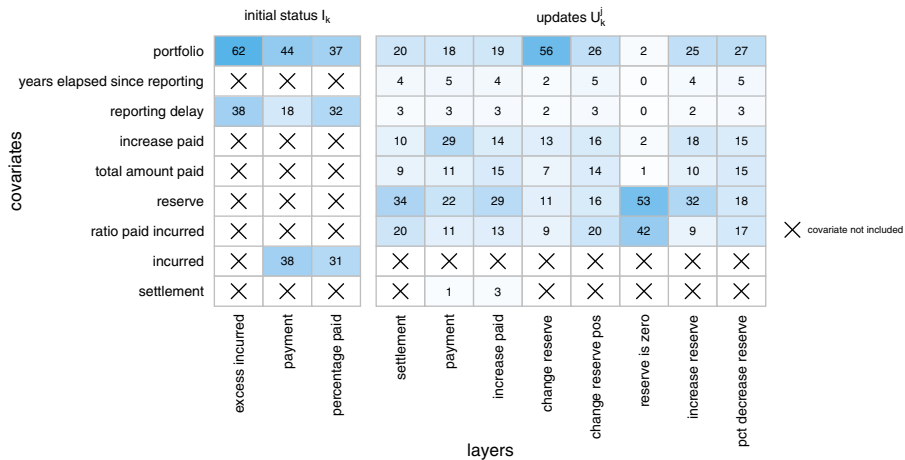 initial status I_k updates U_k^j
portfolio 62 44 37 20 18 19 56 26 2 25 27
years elapsed since reporting 4 5 4 2 5 0 4 5
reporting delay 38 18 32 3 3 3 2 3 0 2 3
increase paid 10 29 14 13 16 2 18 15
total amount paid 9 11 15 7 14 1 10 15
reserve 34 22 29 11 16 53 32 18
ratio paid incurred 20 11 13 9 20 42 9 17
covariate not included
incurred 38 31
settlement 1 3
covariates
excess incurred
payment
percentage paid
settlement
payment
increase paid
change reserve
change reserve pos
reserve is zero
increase reserve
pct decrease reserve
layers